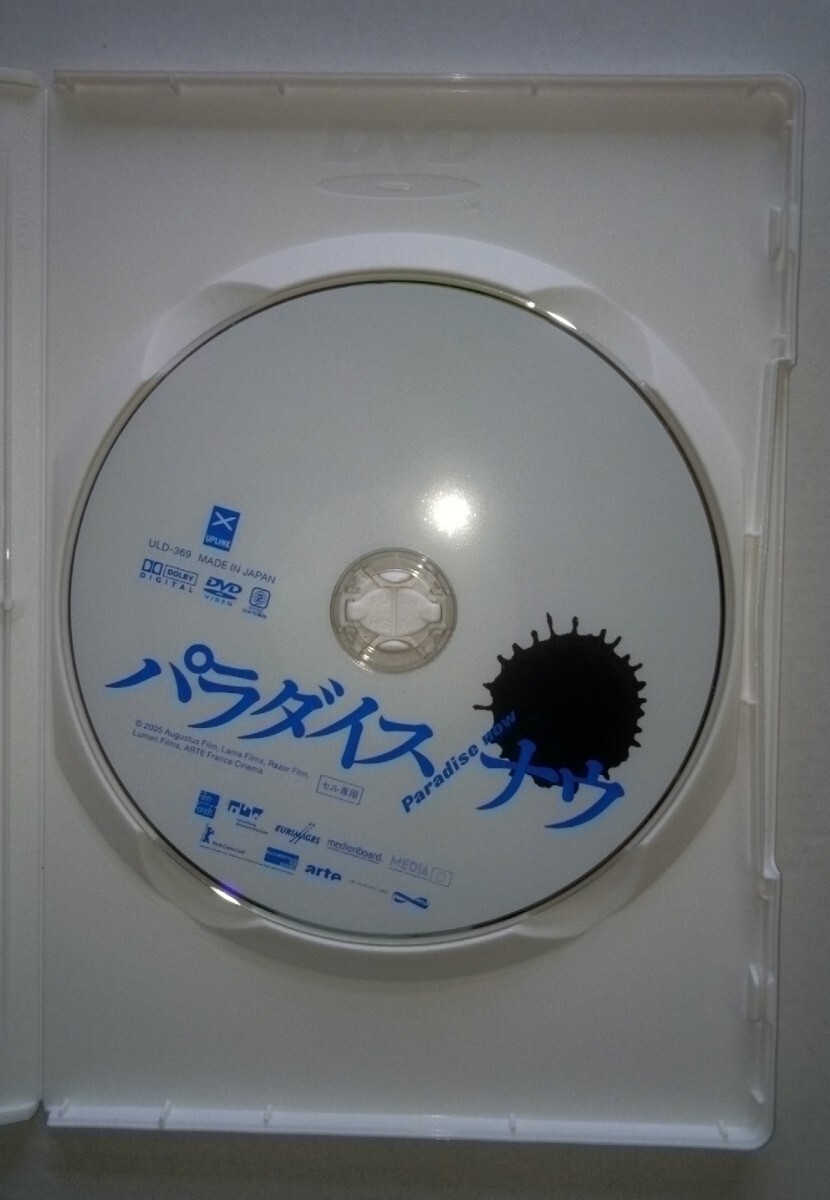 DVD
UPLINK
ULD-369 MADE IN JAPAN
DOLBY
DIGITAL
DVD
VIDEO
2
パラダイス
Paradise now
ナウ
© 2005 Augustus Film, Lama Films, Razor Film,
Lumen Films, ARTE France Cinema
セル専用
EURIMAGES
medienboard
MEDIA
arte